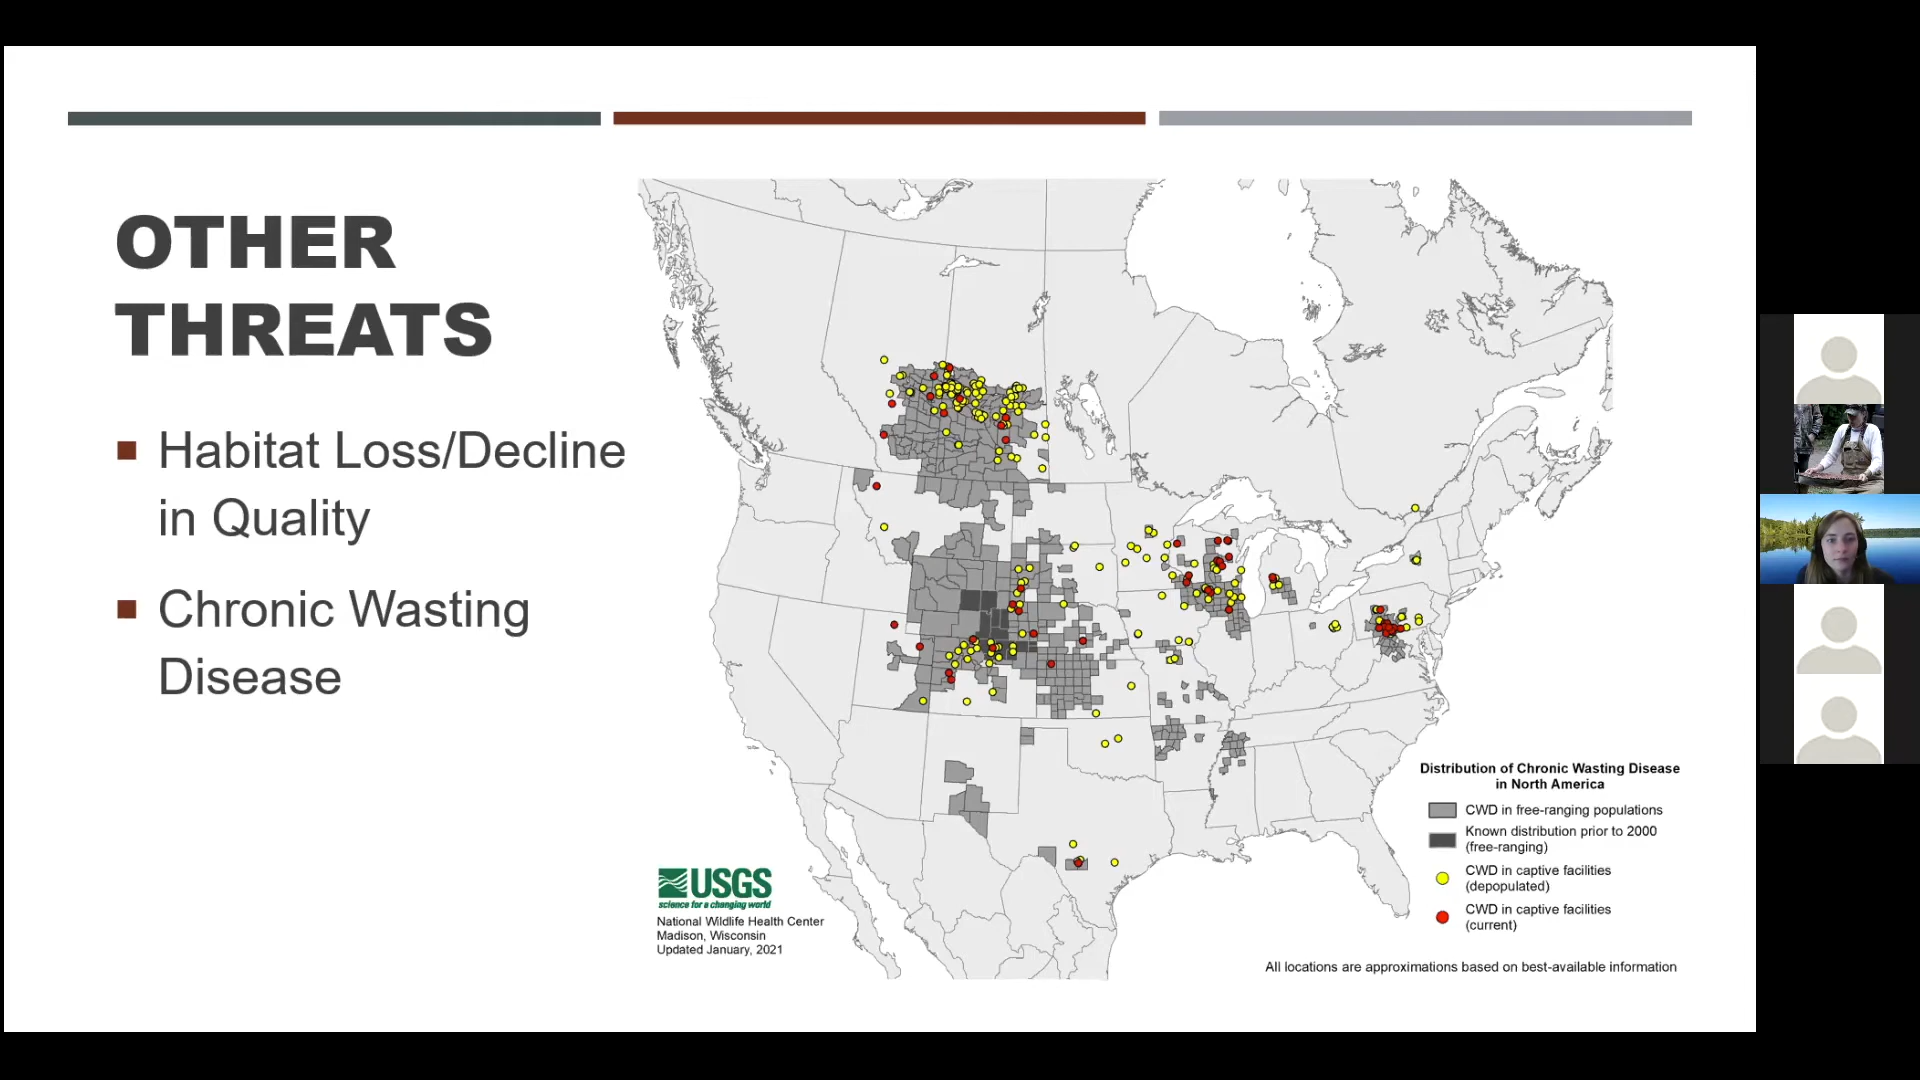 OTHER
THREATS
Habitat Loss/Decline
in Quality
Chronic Wasting
Disease
Distribution of Chronic Wasting Disease
in North America
CWD in free-ranging populations
Known distribution prior to 2000
(free-ranging)
CWD in captive facilities
(depopulated)
CWD in captive facilities
(current)
USGS
science for a changing world
National Wildlife Health Center
Madison, Wisconsin
Updated January, 2021
All locations are approximations based on best-available information